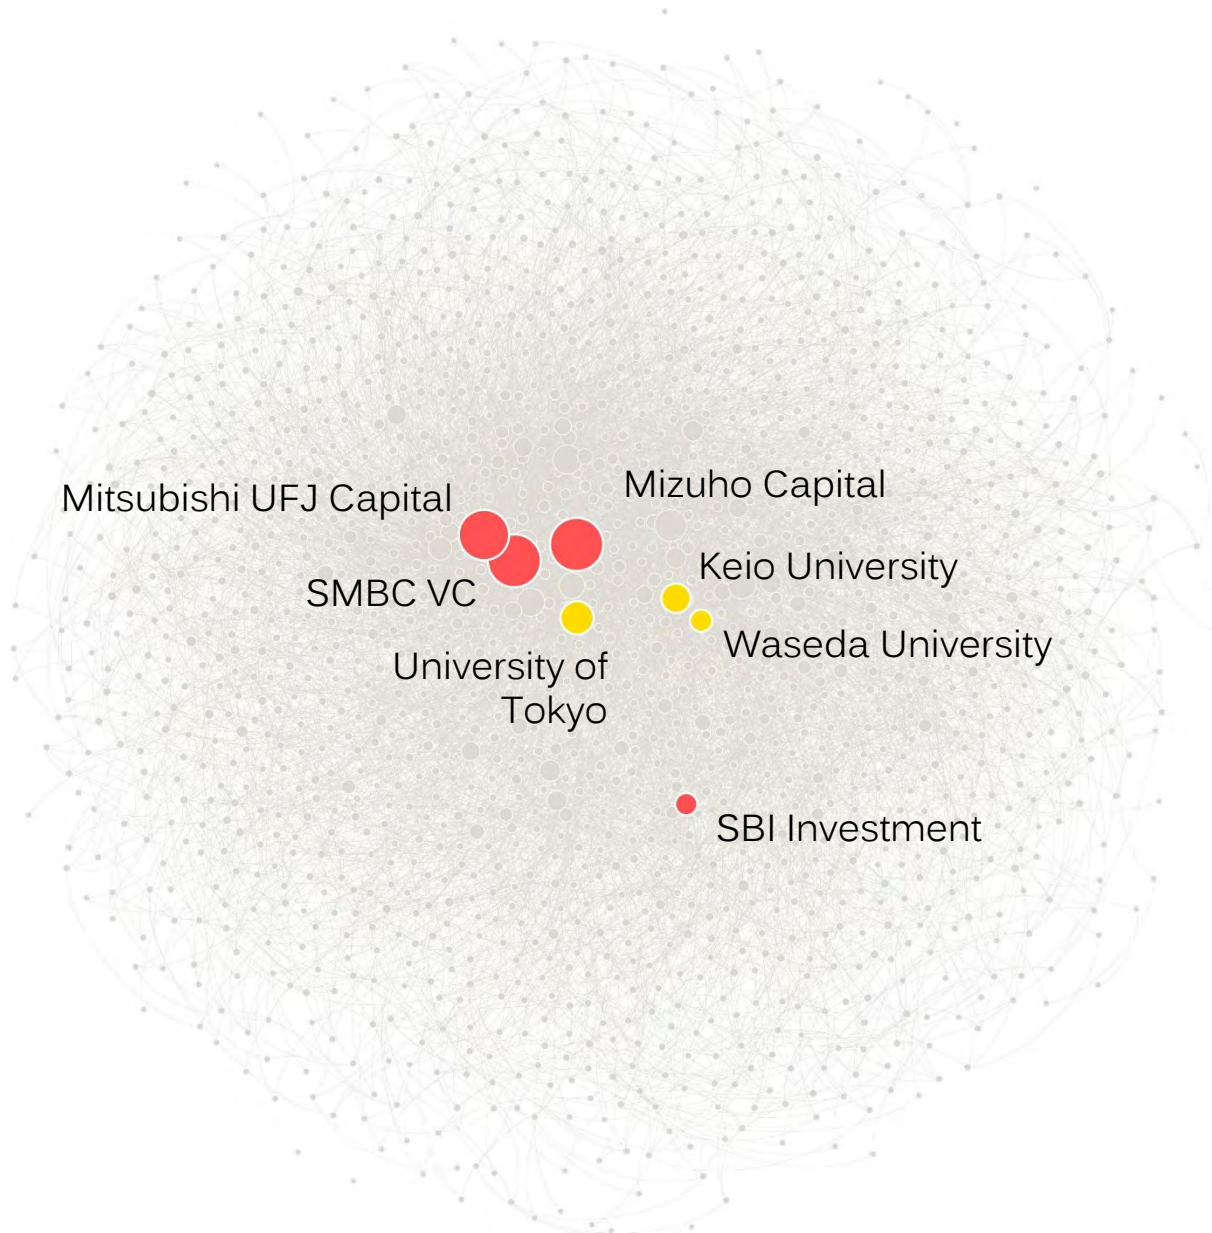 Mizuho Capital
Mitsubishi UFJ Capital
Keio University
SMBC VC
Waseda University
University of
Tokyo
SBI Investment